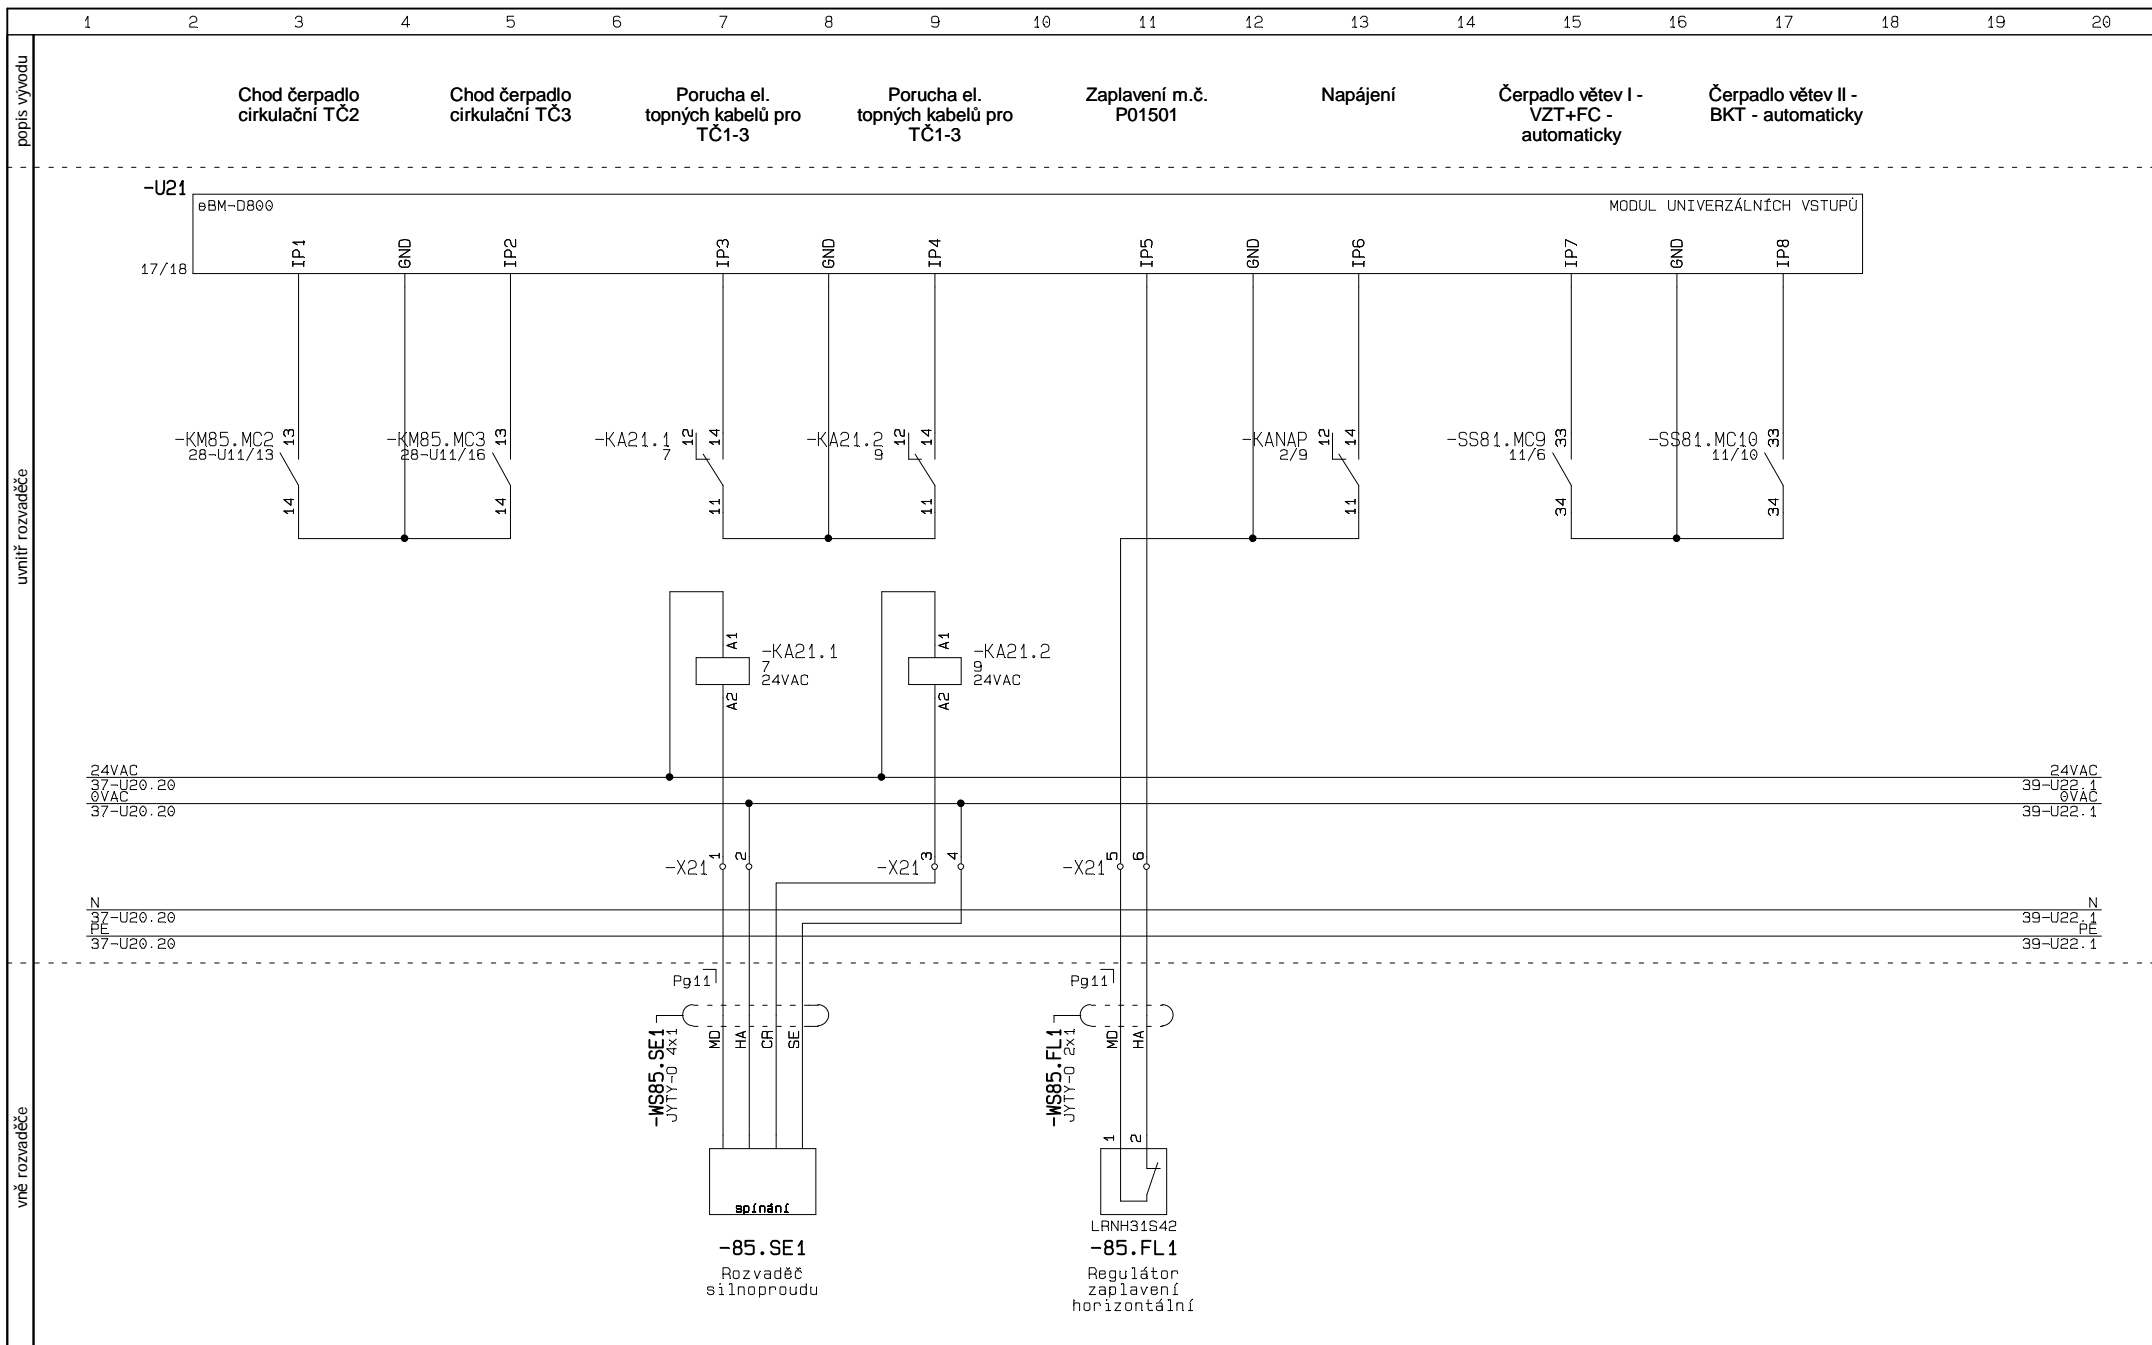 1 2 3 4 5 6 7 8 9 10 11 12 13 14 15 16 17 18 19 20
popis vývodu
Chod čerpadlo
cirkulační TČ2
Chod čerpadlo
cirkulační TČ3
Porucha el.
topných kabelů pro
TČ1-3
Porucha el.
topných kabelů pro
TČ1-3
Zaplavení m.č.
P01501
Napájení
Čerpadlo větev I -
VZT+FC -
automaticky
Čerpadlo větev II -
BKT - automaticky
-U21
eBM-D800
MODUL UNIVERZÁLNÍCH VSTUPŮ
17/18
IP1 GND IP2 IP3 GND IP4 IP5 GND IP6 IP7 GND IP8
uvnitř rozvaděče
-KM85.MC2 13
28-U11/13
14
-KM85.MC3 13
28-U11/16
14
-KA21.1 12 14
7
11
-KA21.2 12 14
9
11
-KANAP 12 14
2/9
11
-SS81.MC9 33
11/6
34
-SS81.MC10 33
11/10
34
A1
-KA21.1
7
24VAC
A2
A1
-KA21.2
9
24VAC
A2
24VAC
37-U20.20
0VAC
37-U20.20
24VAC
39-U22.1
0VAC
39-U22.1
-X21 1 2
-X21 3 4
-X21 5 6
N
37-U20.20
PE
37-U20.20
N
39-U22.1
PE
39-U22.1
vně rozvaděče
Pg11
-WS85.SE1
JYTY-O 4x1
MD HA CR SE
spínání
-85.SE1
Rozvaděč
silnoproudu
Pg11
-WS85.FL1
JYTY-O 2x1
MD HA
1 2
LRNH31S42
-85.FL1
Regulátor
zaplavení
horizontální